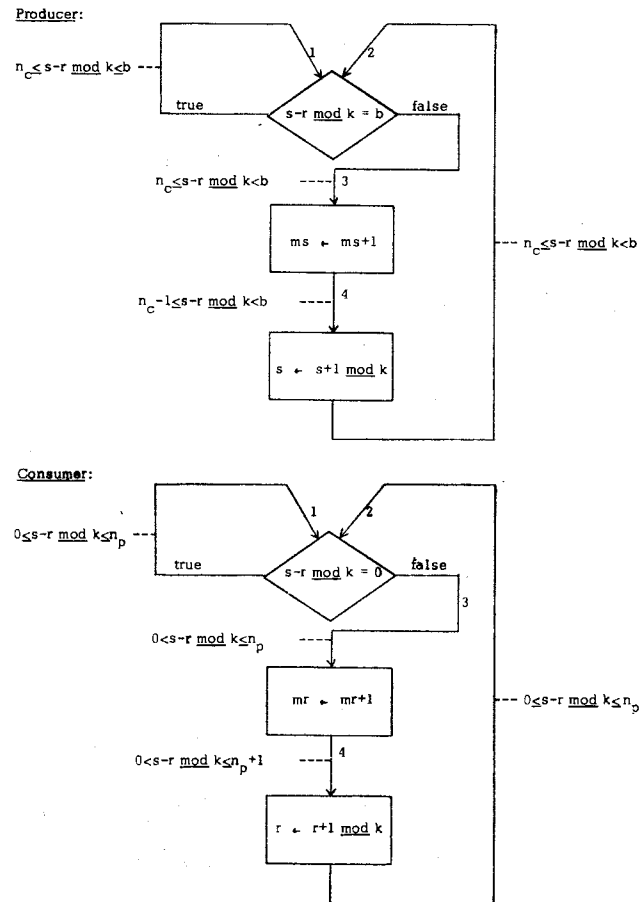 Producer:
1
2
n_c≤s-r mod k≤b
true
s-r mod k = b
false
n_c≤s-r mod k<b
3
ms ← ms+1
n_c≤s-r mod k<b
n_c-1≤s-r mod k<b
4
s ← s+1 mod k
Consumer:
1
2
0≤s-r mod k≤n_p
true
s-r mod k = 0
false
3
0<s-r mod k≤n_p
mr ← mr+1
0≤s-r mod k≤n_p
0<s-r mod k≤n_p+1
4
r ← r+1 mod k